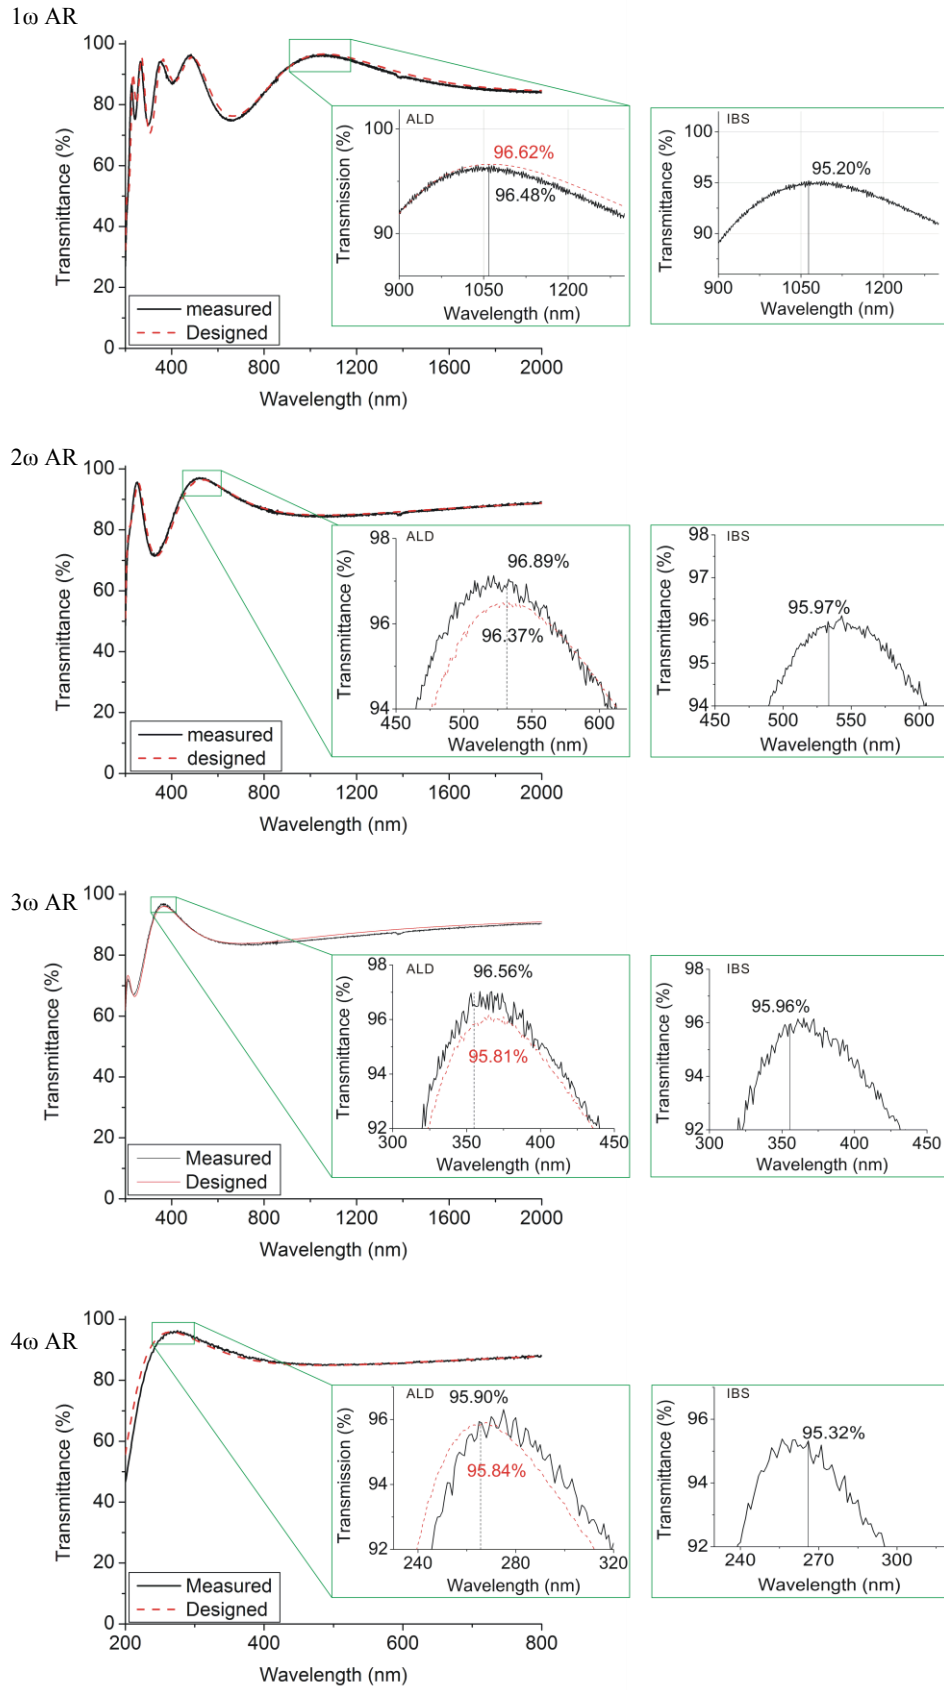 1ω AR
100
80
60
40
20
0
Transmittance (%)
400 800 1200 1600 2000
Wavelength (nm)
measured
Designed
ALD
100
90
Transmission (%)
96.62%
96.48%
900 1050 1200
Wavelength (nm)
IBS
100
95
90
Transmittance (%)
95.20%
900 1050 1200
Wavelength (nm)
2ω AR
100
80
60
40
20
0
Transmittance (%)
400 800 1200 1600 2000
Wavelength (nm)
measured
designed
ALD
98
96
94
Transmittance (%)
96.89%
96.37%
450 500 550 600
Wavelength (nm)
IBS
98
97
96
95
94
Transmittance (%)
95.97%
450 500 550 600
Wavelength (nm)
3ω AR
100
80
60
40
20
0
Transmittance (%)
400 800 1200 1600 2000
Wavelength (nm)
Measured
Designed
ALD
98
96
94
92
Transmittance (%)
96.56%
95.81%
300 350 400 450
Wavelength (nm)
IBS
98
96
94
92
Transmittance (%)
95.96%
300 350 400 450
Wavelength (nm)
4ω AR
100
80
60
40
20
0
Transmittance (%)
200 400 600 800
Wavelength (nm)
Measured
Designed
ALD
96
94
92
Transmission (%)
95.90%
95.84%
240 280 320
Wavelength (nm)
IBS
96
94
92
Transmittance (%)
95.32%
240 270 300
Wavelength (nm)